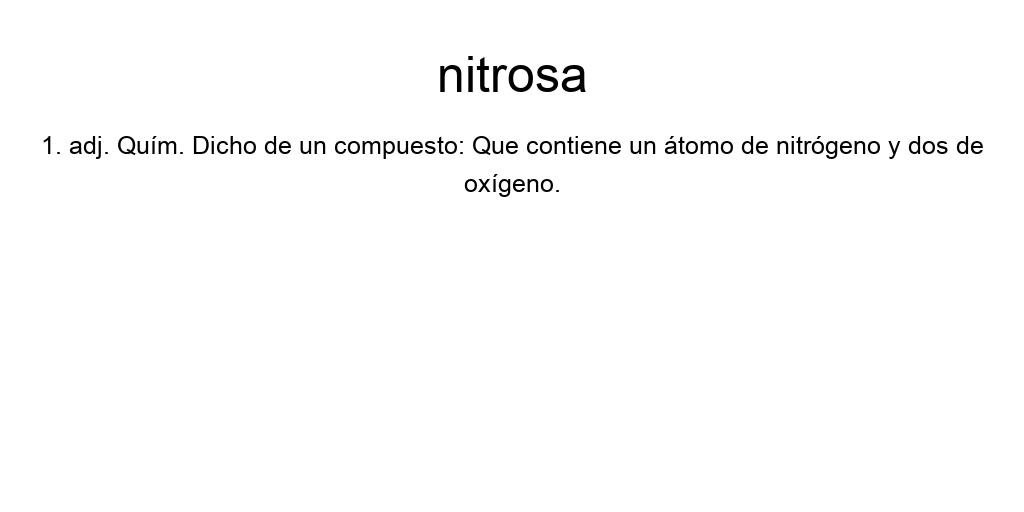 nitrosa
1. adj. Quím. Dicho de un compuesto: Que contiene un átomo de nitrógeno y dos de
oxígeno.